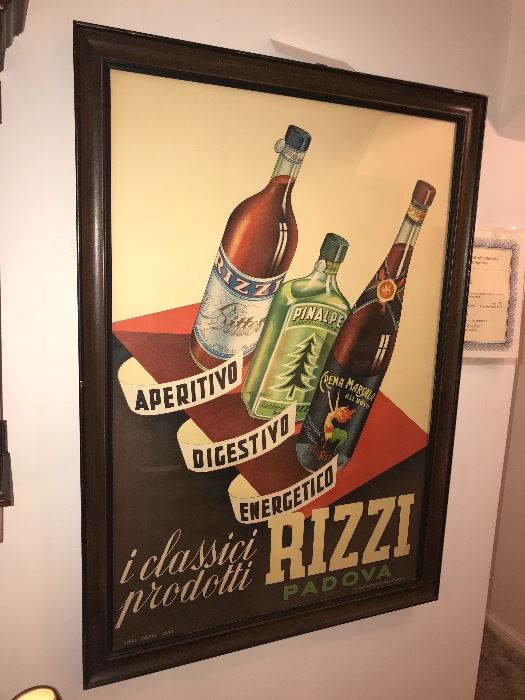 RIZZI
Bitter
PINALPE
CREMA MARSALA
ALL'UOVO
APERITIVO
DIGESTIVO
ENERGETICO
i classici
prodotti
RIZZI
PADOVA